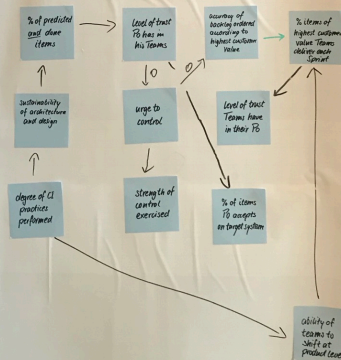 % of predicted
and done
items
level of trust
Po has in
his Teams
accuracy of
backlog ordered
according to
highest customer
value
% items of
highest customer
value Teams
deliver each
Sprint
sustainability
of architecture
and design
urge to
control
level of trust
Teams have
in their Po
degree of CI
practices
performed
strength of
control
exercised
% of items
Po accepts
on target system
ability of
teams to
shift at
product level
O
O